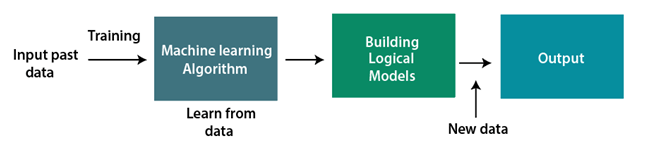 Input past
data
Training
Machine learning
Algorithm
Learn from
data
Building
Logical
Models
New data
Output